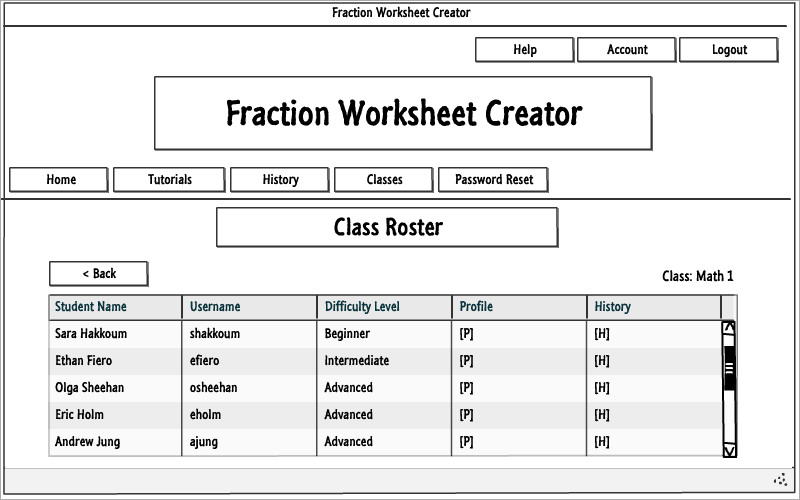 Fraction Worksheet Creator
Help Account Logout
Fraction Worksheet Creator
Home Tutorials History Classes Password Reset
Class Roster
< Back Class: Math 1
Student Name Username Difficulty Level Profile History
Sara Hakkoum shakkoum Beginner [P] [H]
Ethan Fiero efiero Intermediate [P] [H]
Olga Sheehan osheehan Advanced [P] [H]
Eric Holm eholm Advanced [P] [H]
Andrew Jung ajung Advanced [P] [H]